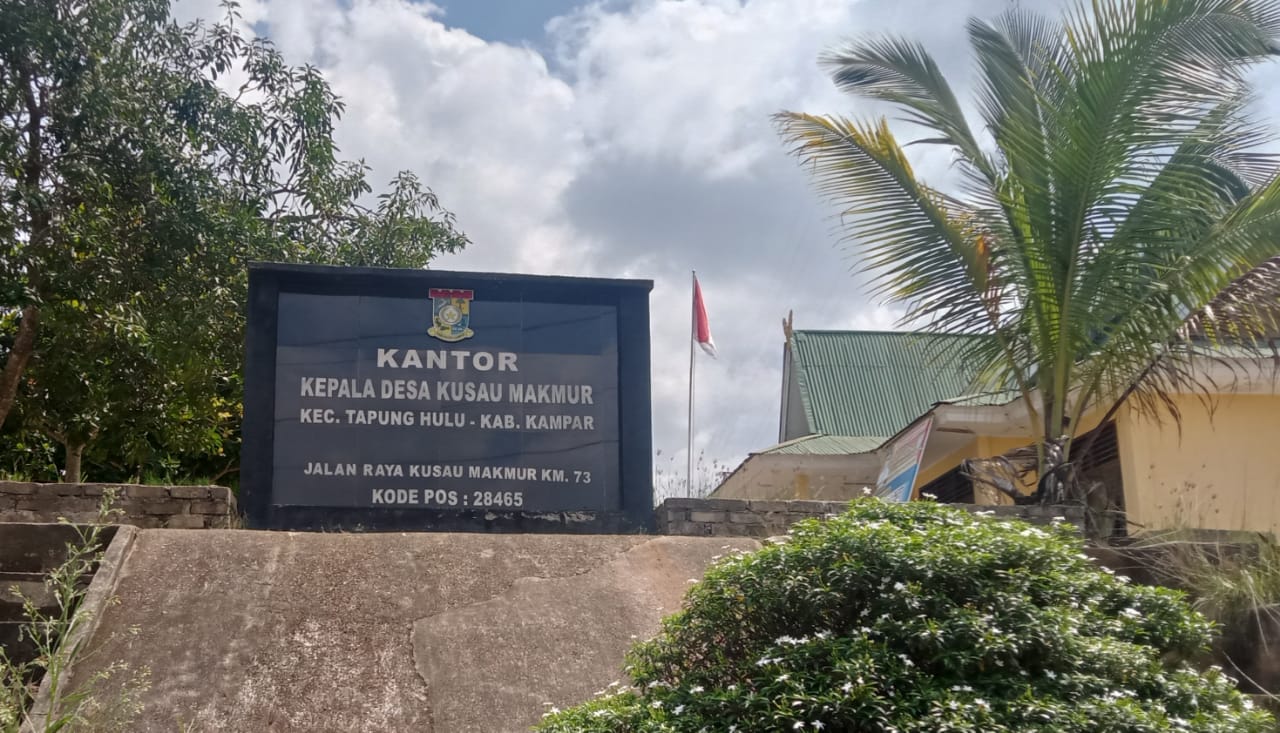 KANTOR
KEPALA DESA KUSAU MAKMUR
KEC. TAPUNG HULU - KAB. KAMPAR
JALAN RAYA KUSAU MAKMUR KM. 73
KODE POS : 28465